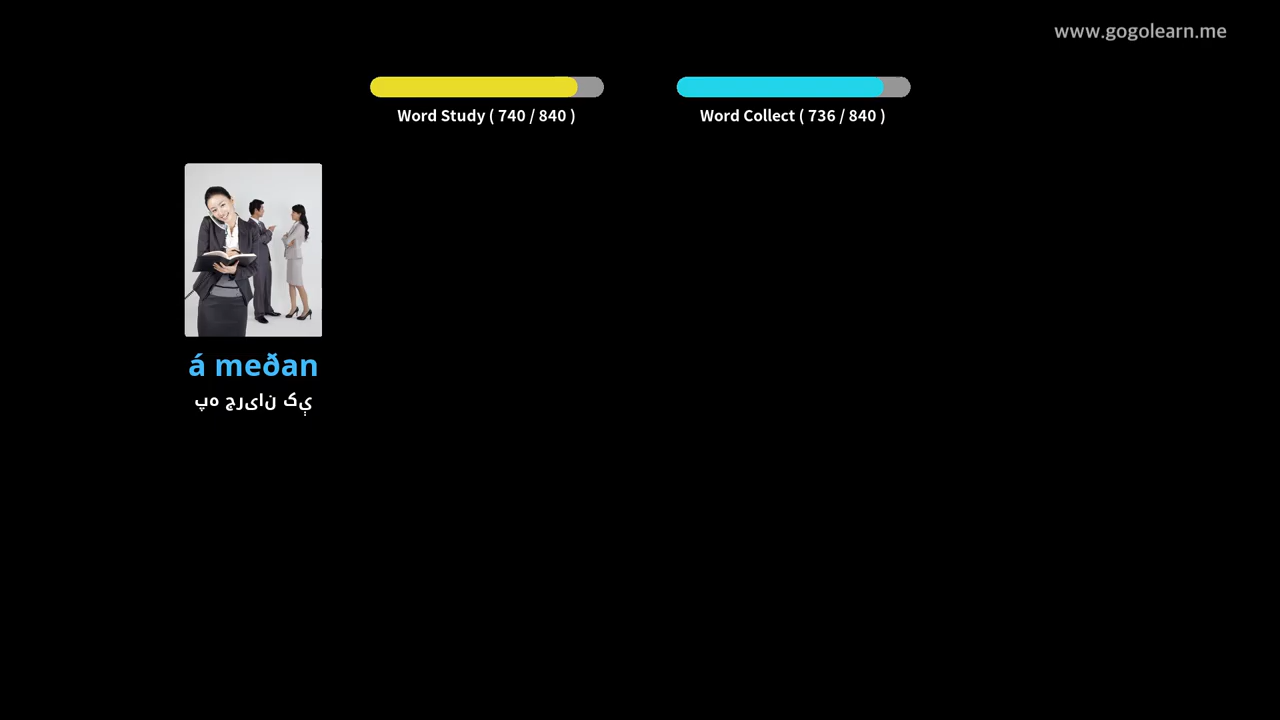 www.gogolearn.me
Word Study ( 740 / 840 )
Word Collect ( 736 / 840 )
á meðan
په جریان کې